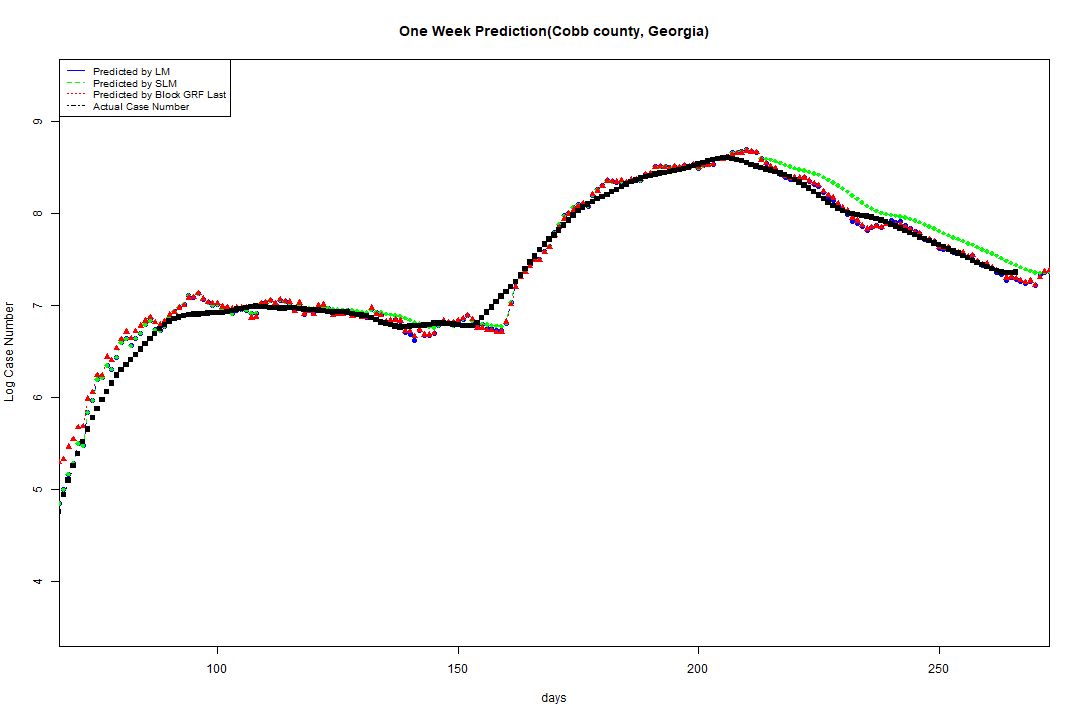 One Week Prediction(Cobb county, Georgia)
Predicted by LM
Predicted by SLM
Predicted by Block GRF Last
Actual Case Number
9
8
7
6
5
4
Log Case Number
100 150 200 250
days